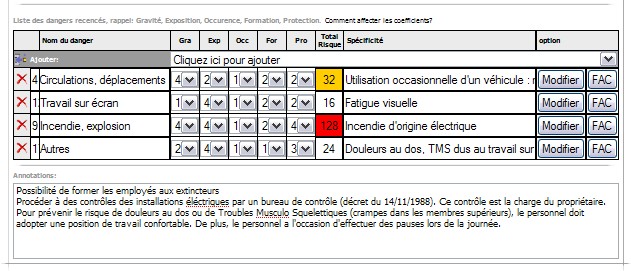 Liste des dangers recencés, rappel: Gravité, Exposition, Occurence, Formation, Protection. Comment affecter les coefficients?
Nom du danger Gra Exp Occ For Pro Total Risque Spécificité option
Ajouter: Cliquez ici pour ajouter
4 Circulations, déplacements 4 2 1 2 2 32 Utilisation occasionnelle d'un véhicule : Modifier FAC
1 Travail sur écran 2 4 1 2 1 16 Fatigue visuelle Modifier FAC
9 Incendie, explosion 4 4 1 2 4 128 Incendie d'origine électrique Modifier FAC
1 Autres 2 4 1 1 3 24 Douleurs au dos, TMS dus au travail sur Modifier FAC
Annotations:
Possibilité de former les employés aux extincteurs
Procéder à des contrôles des installations éléctriques par un bureau de contrôle (décret du 14/11/1988). Ce contrôle est la charge du propriétaire.
Pour prévenir le risque de douleurs au dos ou de Troubles Musculo Squelettiques (crampes dans les membres supérieurs), le personnel doit
adopter une position de travail confortable. De plus, le personnel a l'occasion d'effectuer des pauses lors de la journée.